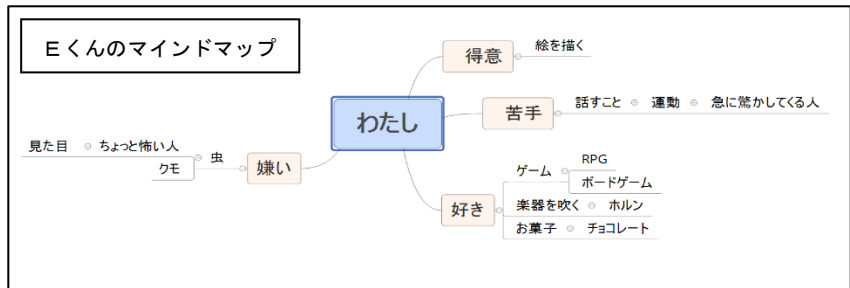 Eくんのマインドマップ
わたし
得意
絵を描く
苦手
話すこと 運動 急に驚かしてくる人
好き
ゲーム
RPG
ボードゲーム
楽器を吹く ホルン
お菓子 チョコレート
嫌い
虫
見た目 ちょっと怖い人
クモ